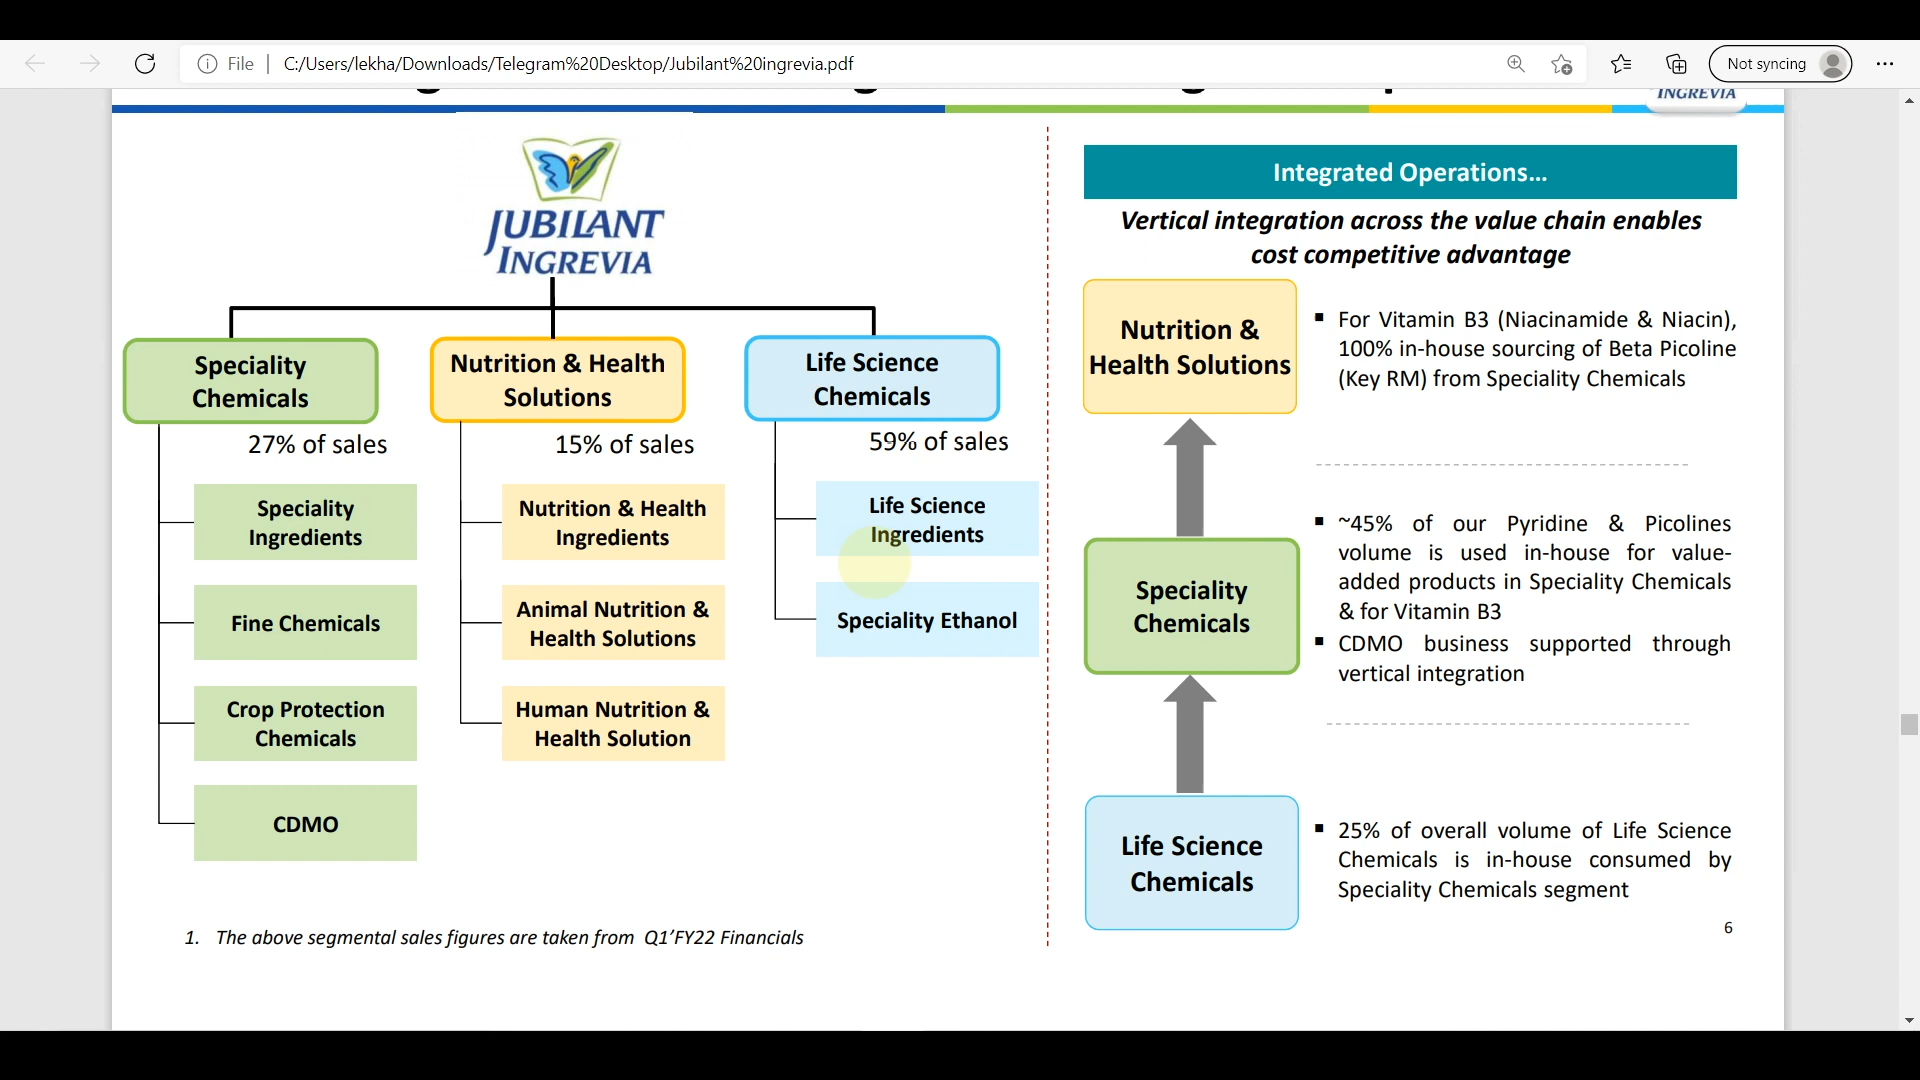 File
C:/Users/lekha/Downloads/Telegram%20Desktop/Jubilant%20ingrevia.pdf
Not syncing
INGREVIA
JUBILANT
INGREVIA
Speciality
Chemicals
27% of sales
Speciality
Ingredients
Fine Chemicals
Crop Protection
Chemicals
CDMO
Nutrition & Health
Solutions
15% of sales
Nutrition & Health
Ingredients
Animal Nutrition &
Health Solutions
Human Nutrition &
Health Solution
Life Science
Chemicals
59% of sales
Life Science
Ingredients
Speciality Ethanol
1. The above segmental sales figures are taken from Q1'FY22 Financials
Integrated Operations...
Vertical integration across the value chain enables
cost competitive advantage
Nutrition &
Health Solutions
▪ For Vitamin B3 (Niacinamide & Niacin),
100% in-house sourcing of Beta Picoline
(Key RM) from Speciality Chemicals
Speciality
Chemicals
▪ ~45% of our Pyridine & Picolines
volume is used in-house for value-
added products in Speciality Chemicals
& for Vitamin B3
▪ CDMO business supported through
vertical integration
Life Science
Chemicals
▪ 25% of overall volume of Life Science
Chemicals is in-house consumed by
Speciality Chemicals segment
6